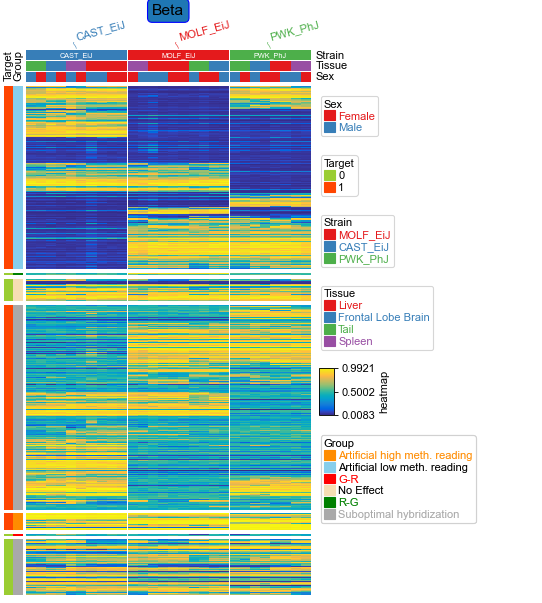 Beta
CAST_EiJ
MOLF_EiJ
PWK_PhJ
Target
Group
CAST_EiJ
MOLF_EiJ
PWK_PhJ
Strain
Tissue
Sex
Sex
Female
Male
Target
0
1
Strain
MOLF_EiJ
CAST_EiJ
PWK_PhJ
Tissue
Liver
Frontal Lobe Brain
Tail
Spleen
0.9921
0.5002
0.0083
heatmap
Group
Artificial high meth. reading
Artificial low meth. reading
G-R
No Effect
R-G
Suboptimal hybridization